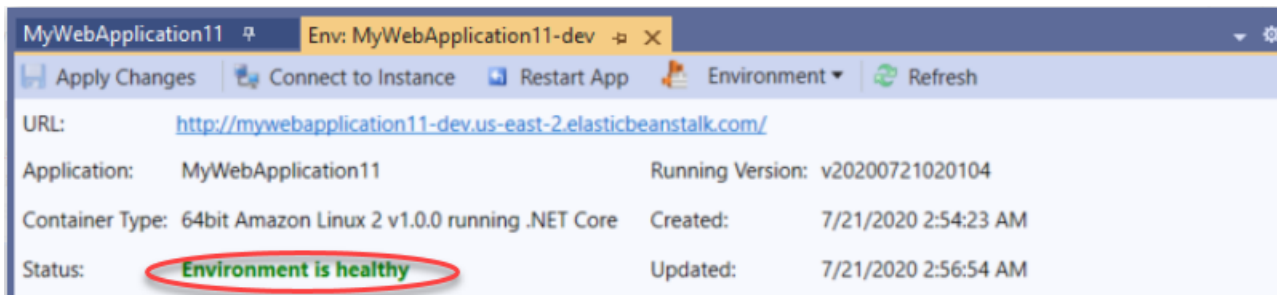 MyWebApplication11 Env: MyWebApplication11-dev
Apply Changes Connect to Instance Restart App Environment Refresh
URL: http://mywebapplication11-dev.us-east-2.elasticbeanstalk.com/
Application: MyWebApplication11 Running Version: v20200721020104
Container Type: 64bit Amazon Linux 2 v1.0.0 running .NET Core Created: 7/21/2020 2:54:23 AM
Status: Environment is healthy Updated: 7/21/2020 2:56:54 AM